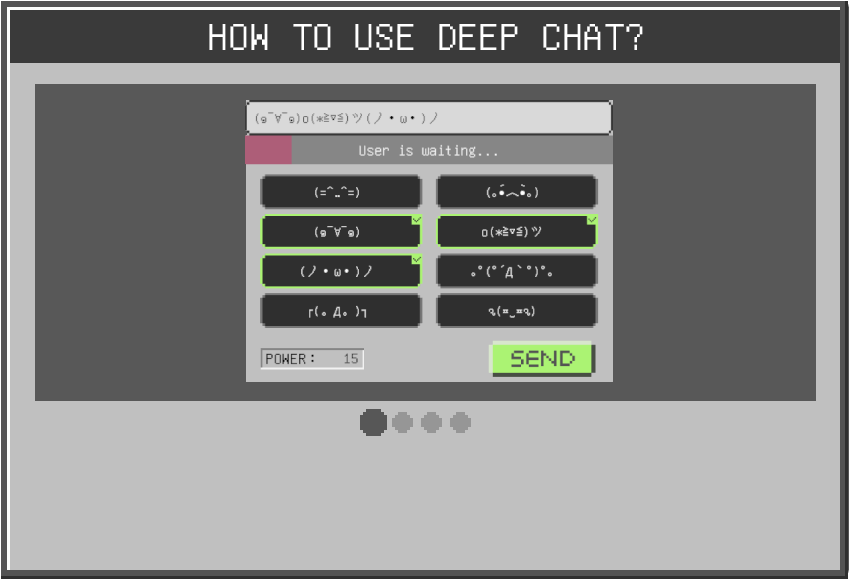 HOW TO USE DEEP CHAT?
(๑¯∀¯๑)o(*≧▽≦)ツ(ノ・ω・)ノ
User is waiting...
(=^_^=)
(｡•́︿•̀｡)
(๑¯∀¯๑)
o(*≧▽≦)ツ
(ノ・ω・)ノ
｡°(°´Д`°)°｡
┌(。Д。)┐
ԅ(¤‿¤ԅ)
POWER: 15
SEND